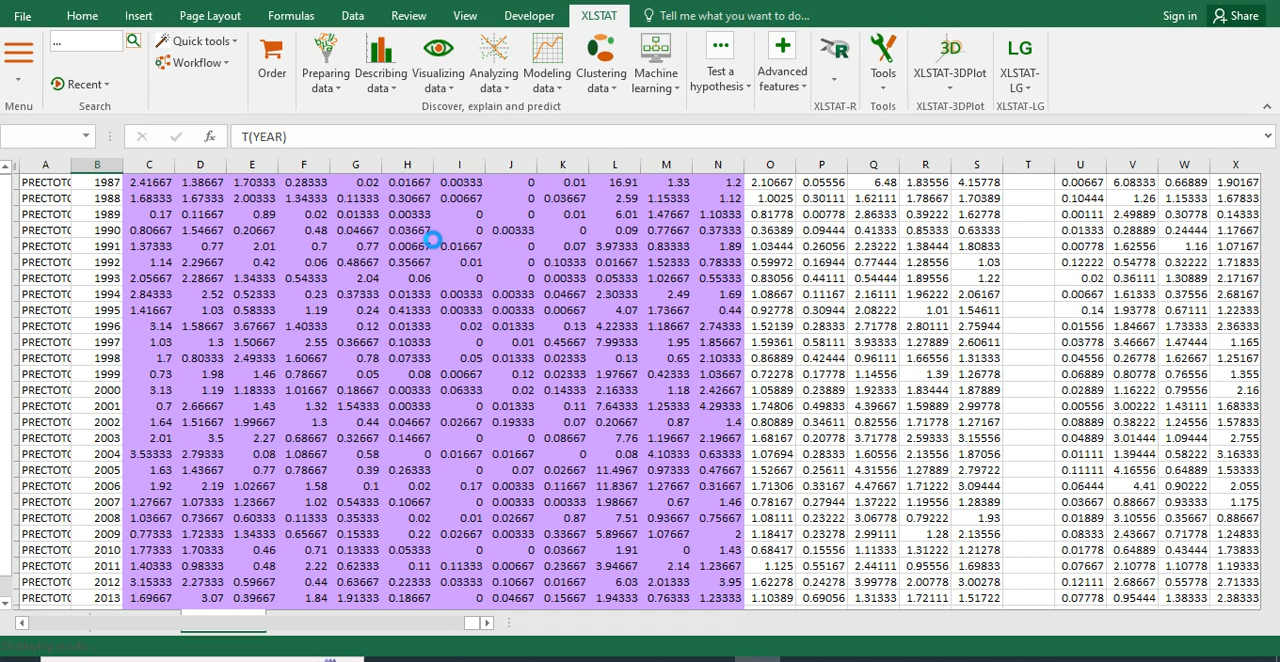 File Home Insert Page Layout Formulas Data Review View Developer XLSTAT Tell me what you want to do... Sign in Share
... Quick tools
Workflow
Recent
Menu Search Order Preparing data Describing data Visualizing data Analyzing data Modeling data Clustering data Machine learning Test a hypothesis Advanced features Tools XLSTAT-3DPlot XLSTAT-LG
Discover, explain and predict XLSTAT-R Tools XLSTAT-3DPlot XLSTAT-LG
fx T(YEAR)
A B C D E F G H I J K L M N O P Q R S T U V W X
PRECTOTC 1987 2.41667 1.38667 1.70333 0.28333 0.02 0.01667 0.00333 0 0.01 16.91 1.33 1.2 2.10667 0.05556 6.48 1.83556 4.15778 0.00667 6.08333 0.66889 1.90167
PRECTOTC 1988 1.68333 1.67333 2.00333 1.34333 0.11333 0.30667 0.00667 0 0.03667 2.59 1.15333 1.12 1.0025 0.30111 1.62111 1.78667 1.70389 0.10444 1.26 1.15333 1.67833
PRECTOTC 1989 0.17 0.11667 0.89 0.02 0.01333 0.00333 0 0 0.01 6.01 1.47667 1.10333 0.81778 0.00778 2.86333 0.39222 1.62778 0.00111 2.49889 0.30778 0.14333
PRECTOTC 1990 0.80667 1.54667 0.20667 0.48 0.04667 0.03667 0 0.00333 0 0.09 0.77667 0.37333 0.36389 0.09444 0.41333 0.85333 0.63333 0.01333 0.28889 0.24444 1.17667
PRECTOTC 1991 1.37333 0.77 2.01 0.7 0.77 0.00667 0.01667 0 0.07 3.97333 0.83333 1.89 1.03444 0.26056 2.23222 1.38444 1.80833 0.00778 1.62556 1.16 1.07167
PRECTOTC 1992 1.14 2.29667 0.42 0.06 0.48667 0.35667 0.01 0 0.10333 0.01667 1.52333 0.78333 0.59972 0.16944 0.77444 1.28556 1.03 0.12222 0.54778 0.32222 1.71833
PRECTOTC 1993 2.05667 2.28667 1.34333 0.54333 2.04 0.06 0 0 0.00333 0.05333 1.02667 0.55333 0.83056 0.44111 0.54444 1.89556 1.22 0.02 0.36111 1.30889 2.17167
PRECTOTC 1994 2.84333 2.52 0.52333 0.23 0.37333 0.01333 0.00333 0.00333 0.04667 2.30333 2.49 1.69 1.08667 0.11167 2.16111 1.96222 2.06167 0.00667 1.61333 0.37556 2.68167
PRECTOTC 1995 1.41667 1.03 0.58333 1.19 0.24 0.41333 0.00333 0.00333 0.00667 4.07 1.73667 0.44 0.92778 0.30944 2.08222 1.01 1.54611 0.14 1.93778 0.67111 1.22333
PRECTOTC 1996 3.14 1.58667 3.67667 1.40333 0.12 0.01333 0.02 0.01333 0.13 4.22333 1.18667 2.74333 1.52139 0.28333 2.71778 2.80111 2.75944 0.01556 1.84667 1.73333 2.36333
PRECTOTC 1997 1.03 1.3 1.50667 2.55 0.36667 0.10333 0 0.01 0.45667 7.99333 1.95 1.85667 1.59361 0.58111 3.93333 1.27889 2.60611 0.03778 3.46667 1.47444 1.165
PRECTOTC 1998 1.7 0.80333 2.49333 1.60667 0.78 0.07333 0.05 0.01333 0.02333 0.13 0.65 2.10333 0.86889 0.42444 0.96111 1.66556 1.31333 0.04556 0.26778 1.62667 1.25167
PRECTOTC 1999 0.73 1.98 1.46 0.78667 0.05 0.08 0.00667 0.12 0.02333 1.97667 0.42333 1.03667 0.72278 0.17778 1.14556 1.39 1.26778 0.06889 0.80778 0.76556 1.355
PRECTOTC 2000 3.13 1.19 1.18333 1.01667 0.18667 0.00333 0.06333 0.02 0.14333 2.16333 1.18 2.42667 1.05889 0.23889 1.92333 1.83444 1.87889 0.02889 1.16222 0.79556 2.16
PRECTOTC 2001 0.7 2.66667 1.43 1.32 1.54333 0.00333 0 0.01333 0.11 7.64333 1.25333 4.29333 1.74806 0.49833 4.39667 1.59889 2.99778 0.00556 3.00222 1.43111 1.68333
PRECTOTC 2002 1.64 1.51667 1.99667 1.3 0.44 0.04667 0.02667 0.19333 0.07 0.20667 0.87 1.4 0.80889 0.34611 0.82556 1.71778 1.27167 0.08889 0.38222 1.24556 1.57833
PRECTOTC 2003 2.01 3.5 2.27 0.68667 0.32667 0.14667 0 0 0.08667 7.76 1.19667 2.19667 1.68167 0.20778 3.71778 2.59333 3.15556 0.04889 3.01444 1.09444 2.755
PRECTOTC 2004 3.53333 2.79333 0.08 1.08667 0.58 0 0.01667 0.01667 0 0.08 4.10333 0.63333 1.07694 0.28333 1.60556 2.13556 1.87056 0.01111 1.39444 0.58222 3.16333
PRECTOTC 2005 1.63 1.43667 0.77 0.78667 0.39 0.26333 0 0.07 0.02667 11.4967 0.97333 0.47667 1.52667 0.25611 4.31556 1.27889 2.79722 0.11111 4.16556 0.64889 1.53333
PRECTOTC 2006 1.92 2.19 1.02667 1.58 0.1 0.02 0.17 0.00333 0.11667 11.8367 1.27667 0.31667 1.71306 0.33167 4.47667 1.71222 3.09444 0.06444 4.41 0.90222 2.055
PRECTOTC 2007 1.27667 1.07333 1.23667 1.02 0.54333 0.10667 0 0.00333 0.00333 1.98667 0.67 1.46 0.78167 0.27944 1.37222 1.19556 1.28389 0.03667 0.88667 0.93333 1.175
PRECTOTC 2008 1.03667 0.73667 0.60333 0.11333 0.35333 0.02 0.01 0.02667 0.87 7.51 0.93667 0.75667 1.08111 0.23222 3.06778 0.79222 1.93 0.01889 3.10556 0.35667 0.88667
PRECTOTC 2009 0.77333 1.72333 1.34333 0.65667 0.15333 0.22 0.02667 0.00333 0.33667 5.89667 1.07667 2 1.18417 0.23278 2.99111 1.28 2.13556 0.08333 2.43667 0.71778 1.24833
PRECTOTC 2010 1.77333 1.70333 0.46 0.71 0.13333 0.05333 0 0 0.03667 1.91 0 1.43 0.68417 0.15556 1.11333 1.31222 1.21278 0.01778 0.64889 0.43444 1.73833
PRECTOTC 2011 1.40333 0.98333 0.48 2.22 0.62333 0.11 0.11333 0.00667 0.23667 3.94667 2.14 1.23667 1.125 0.55167 2.44111 0.95556 1.69833 0.07667 2.10778 1.10778 1.19333
PRECTOTC 2012 3.15333 2.27333 0.59667 0.44 0.63667 0.22333 0.03333 0.10667 0.01667 6.03 2.01333 3.95 1.62278 0.24278 3.99778 2.00778 3.00278 0.12111 2.68667 0.55778 2.71333
PRECTOTC 2013 1.69667 3.07 0.39667 1.84 1.91333 0.18667 0 0.04667 0.15667 1.94333 0.76333 1.23333 1.10389 0.69056 1.31333 1.72111 1.51722 0.07778 0.95444 1.38333 2.38333